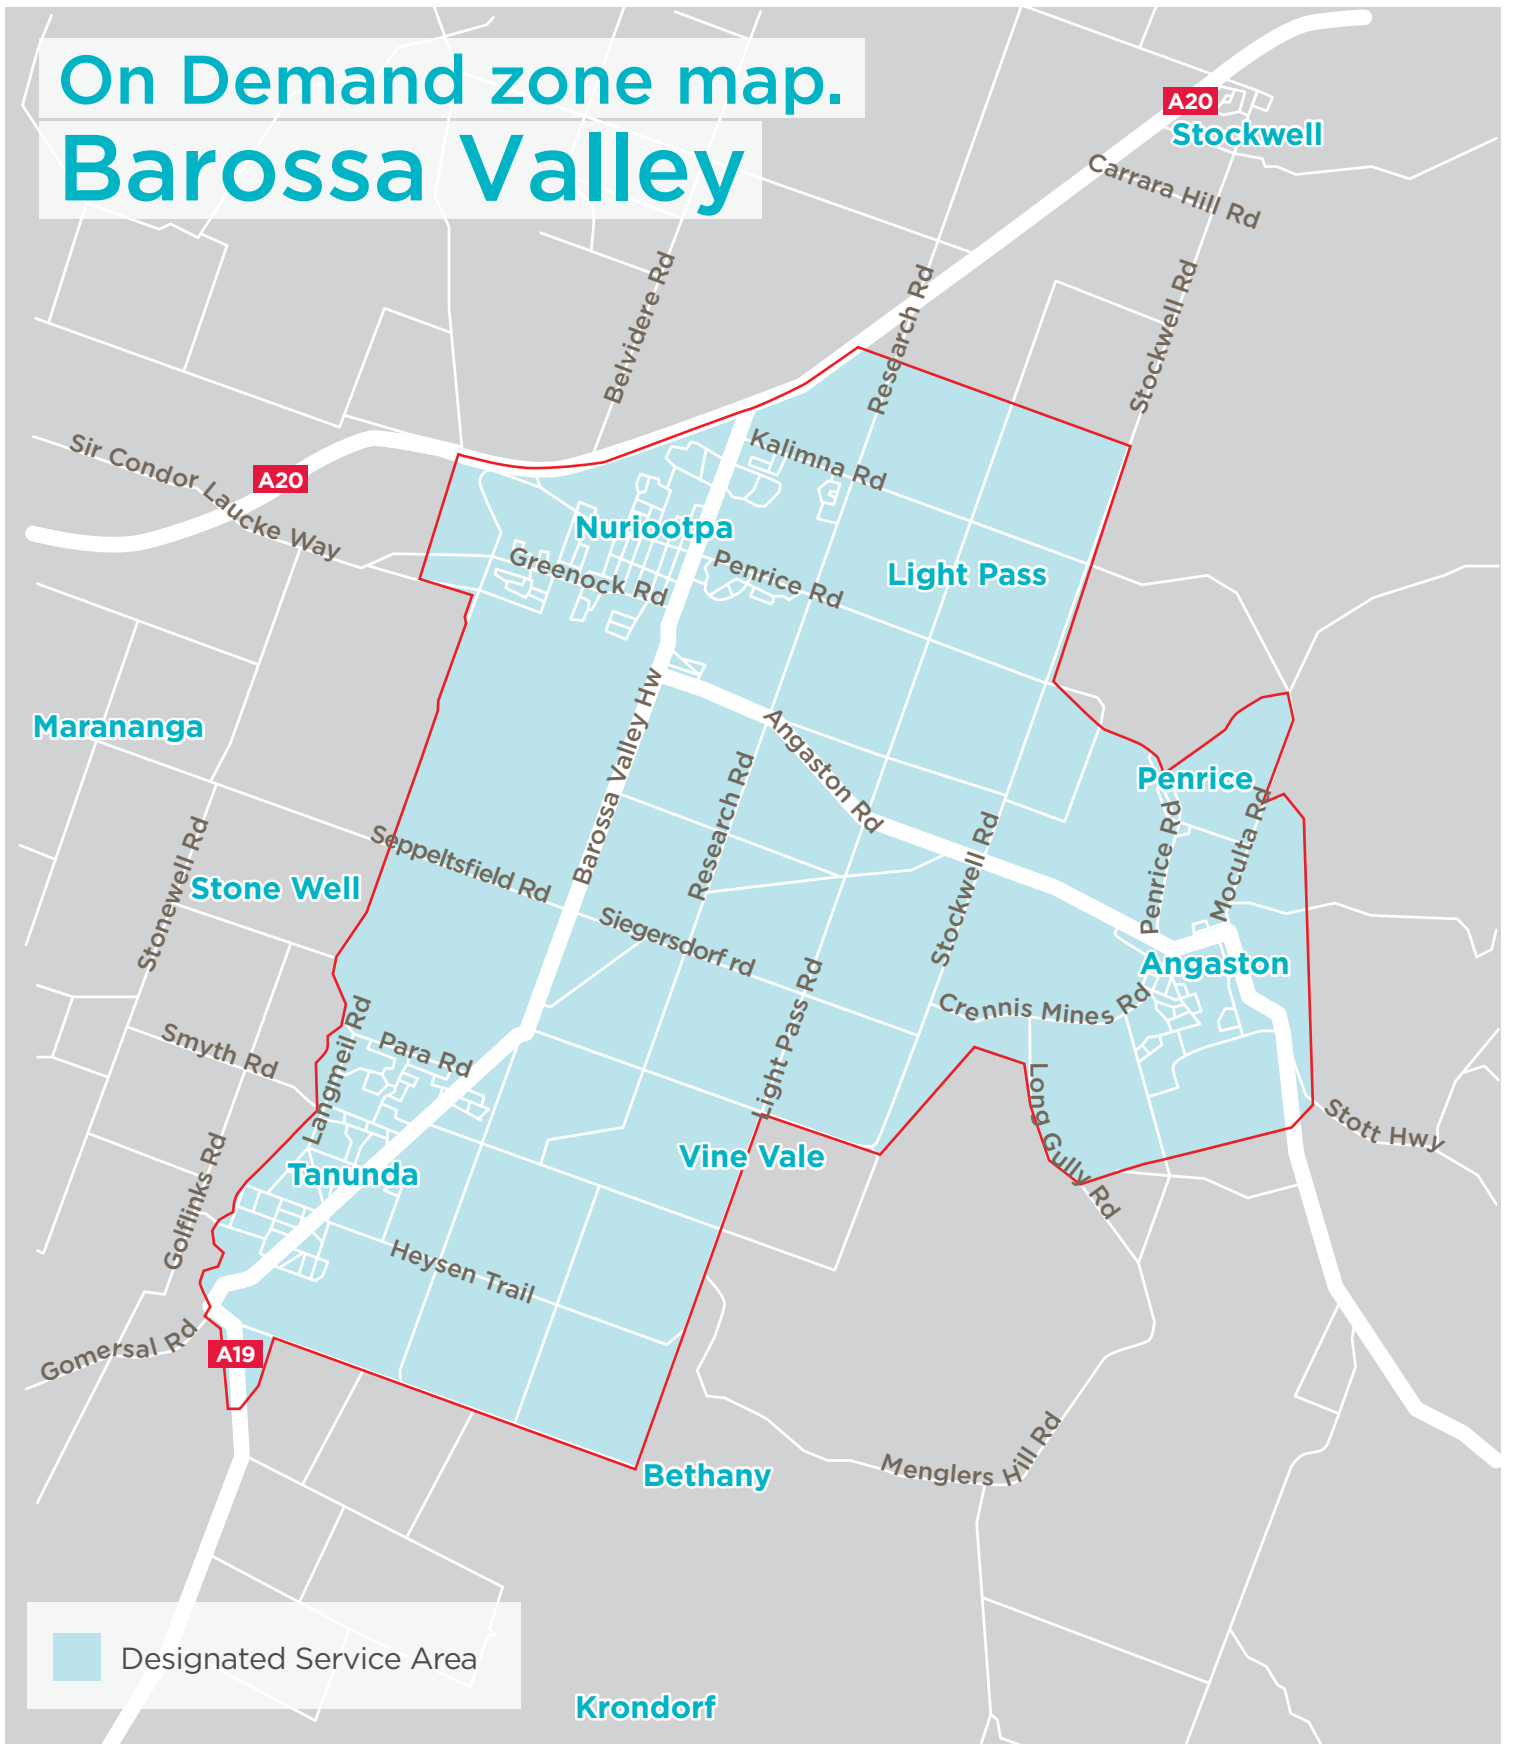 On Demand zone map.
Barossa Valley
A20
Stockwell
Carrara Hill Rd
Belvidere Rd
Research Rd
Stockwell Rd
Sir Condor Laucke Way
A20
Kalimna Rd
Nuriootpa
Greenock Rd
Penrice Rd
Light Pass
Marananga
Barossa Valley Hw
Angaston Rd
Research Rd
Penrice
Stonewell Rd
Stone Well
Seppeltsfield Rd
Siegersdorf rd
Stockwell Rd
Penrice Rd
Moculta Rd
Angaston
Light Pass Rd
Crennis Mines Rd
Smyth Rd
Langmeil Rd
Para Rd
Long Gully Rd
Stott Hwy
Golflinks Rd
Tanunda
Vine Vale
Heysen Trail
Gomersal Rd
A19
Bethany
Menglers Hill Rd
Designated Service Area
Krondorf